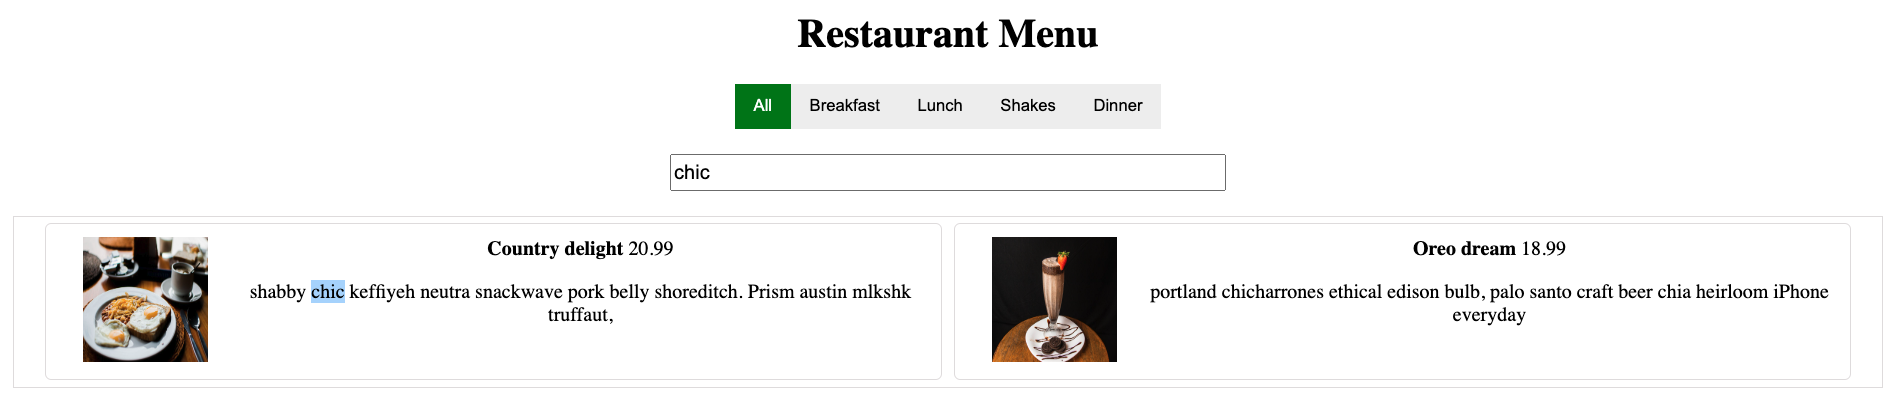 Restaurant Menu
All Breakfast Lunch Shakes Dinner
chic
Country delight 20.99
shabby chic keffiyeh neutra snackwave pork belly shoreditch. Prism austin mlkshk
truffaut,
Oreo dream 18.99
portland chicharrones ethical edison bulb, palo santo craft beer chia heirloom iPhone
everyday